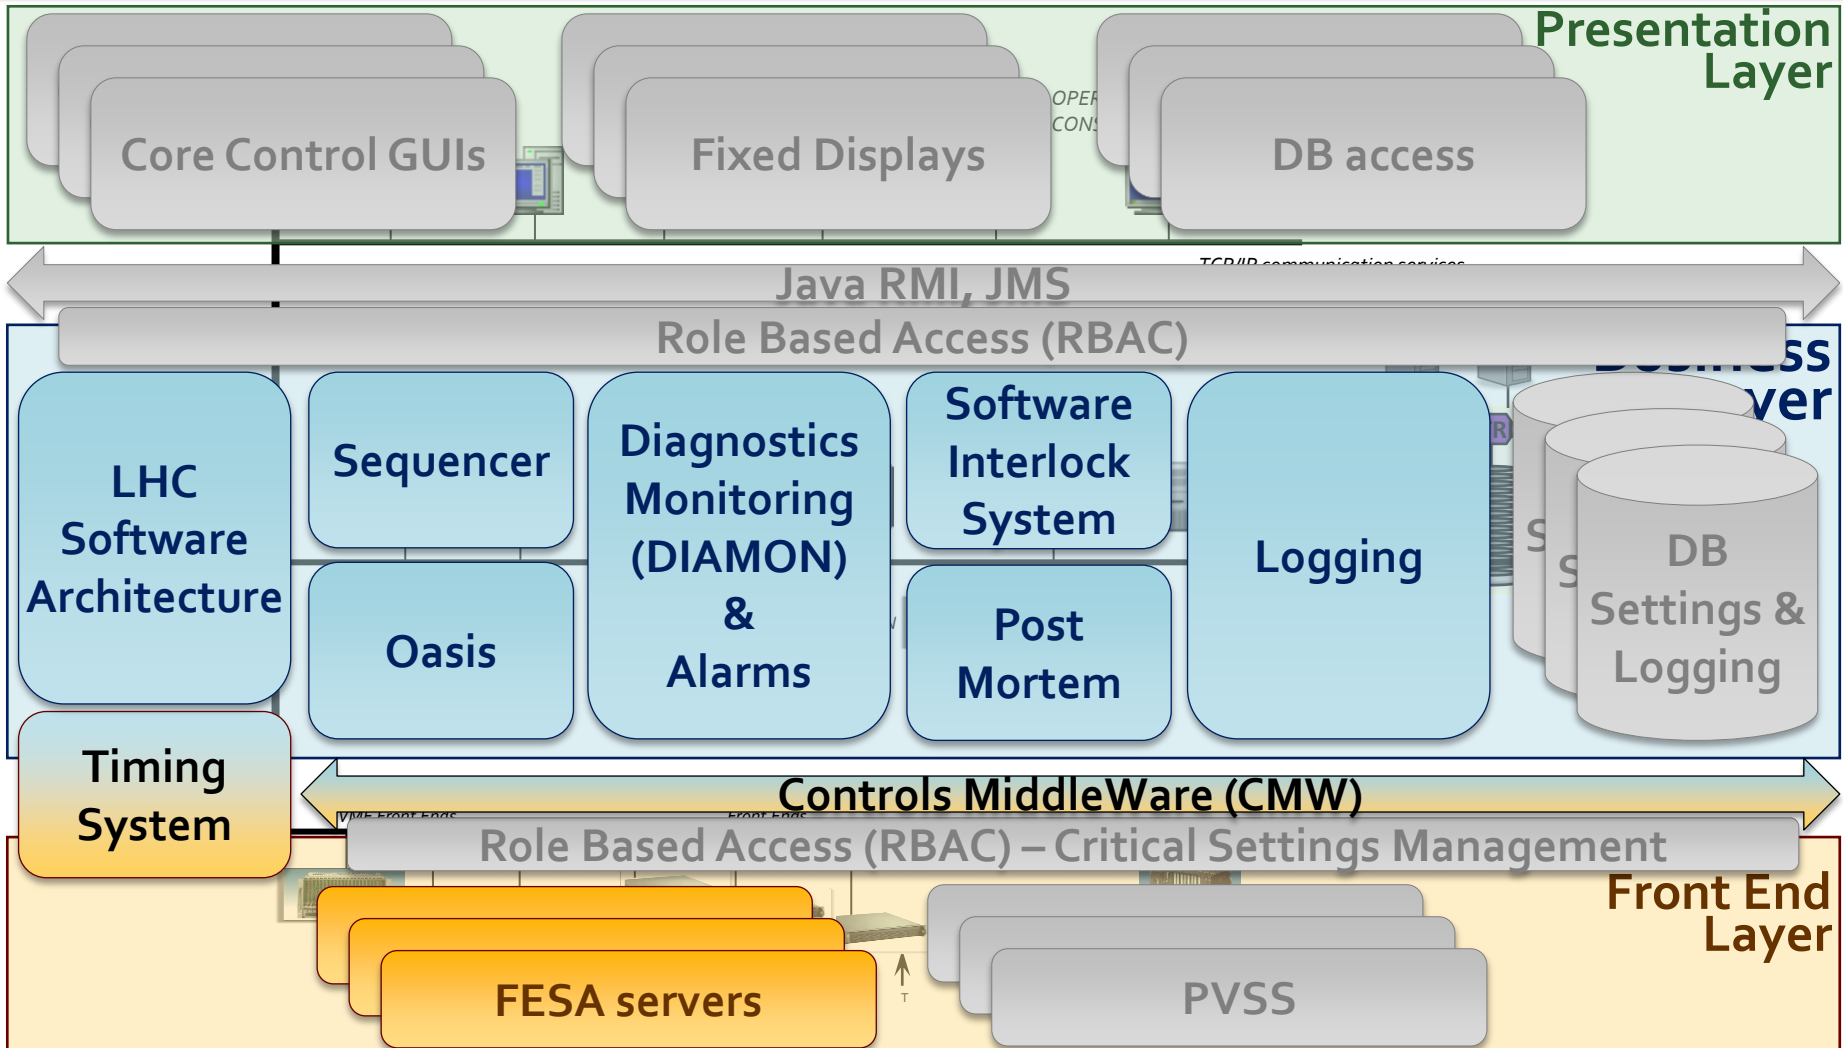 Presentation
Layer
Core Control GUIs
Fixed Displays
DB access
Java RMI, JMS
Role Based Access (RBAC)
LHC
Software
Architecture
Sequencer
Oasis
Diagnostics
Monitoring
(DIAMON)
&
Alarms
Software
Interlock
System
Post
Mortem
Logging
DB
Settings &
Logging
Timing
System
Controls MiddleWare (CMW)
Role Based Access (RBAC) – Critical Settings Management
Front End
Layer
FESA servers
T
PVSS